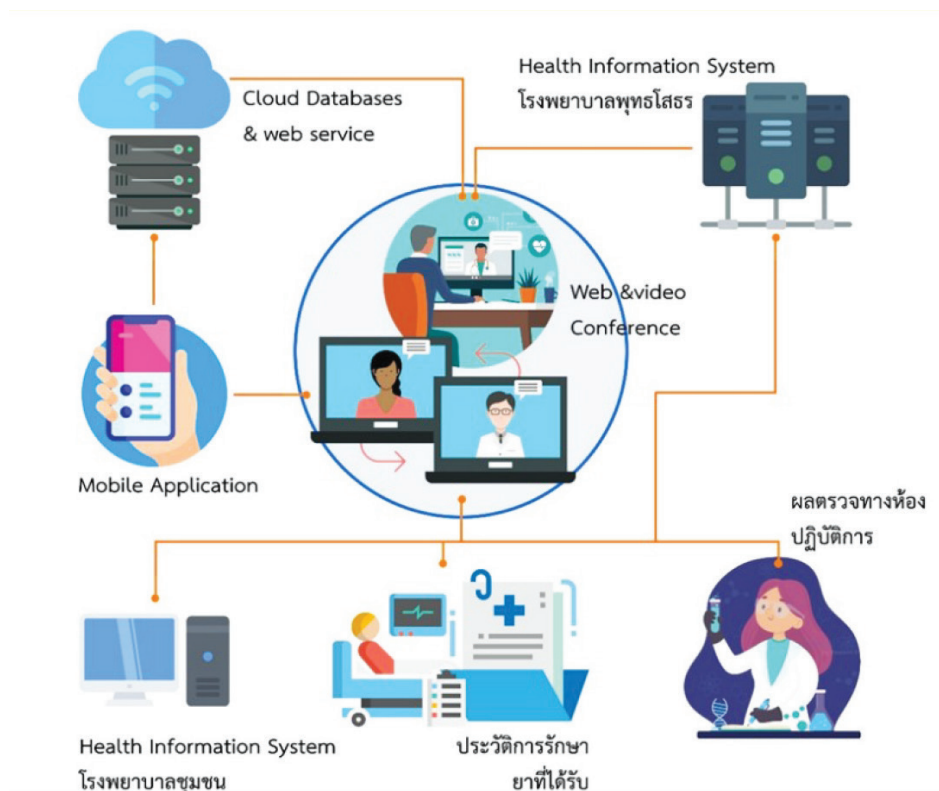 Cloud Databases
& web service
Health Information System
โรงพยาบาลพุทธโสธร
Web &video
Conference
Mobile Application
ผลตรวจทางห้อง
ปฏิบัติการ
Health Information System
โรงพยาบาลชุมชน
ประวัติการรักษา
ยาที่ได้รับ